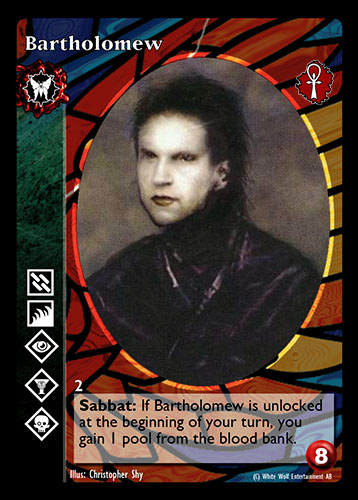 Bartholomew
2
Sabbat: If Bartholomew is unlocked
at the beginning of your turn, you
gain 1 pool from the blood bank.
8
Illus: Christopher Shy
(C) White Wolf Entertainment AB